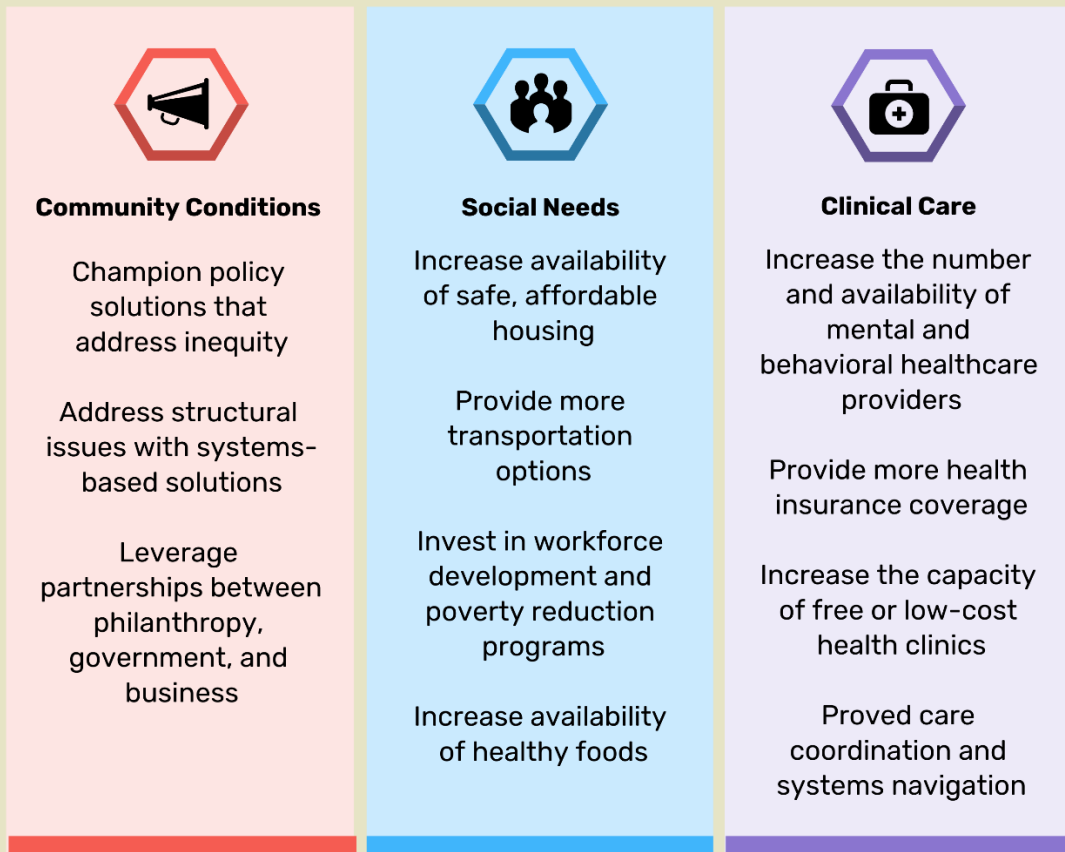 Community Conditions
Champion policy
solutions that
address inequity
Address structural
issues with systems-
based solutions
Leverage
partnerships between
philanthropy,
government, and
business
Social Needs
Increase availability
of safe, affordable
housing
Provide more
transportation
options
Invest in workforce
development and
poverty reduction
programs
Increase availability
of healthy foods
Clinical Care
Increase the number
and availability of
mental and
behavioral healthcare
providers
Provide more health
insurance coverage
Increase the capacity
of free or low-cost
health clinics
Proved care
coordination and
systems navigation